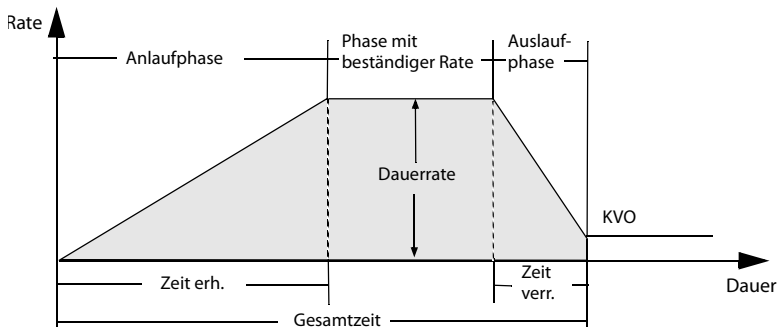 Rate
Anlaufphase
Phase mit
beständiger Rate
Auslauf-
phase
Dauerrate
KVO
Zeit erh.
Zeit
verr.
Dauer
Gesamtzeit